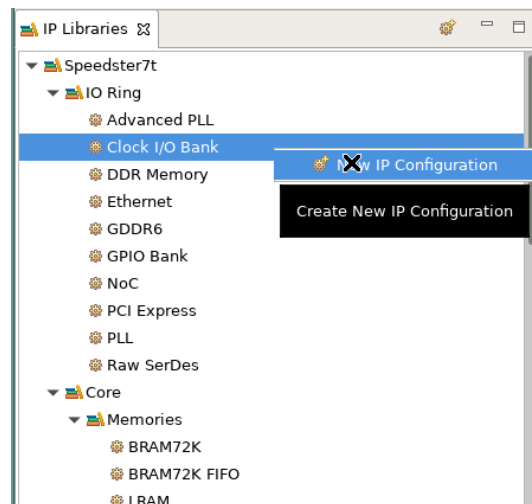 IP Libraries
Speedster7t
IO Ring
Advanced PLL
Clock I/O Bank
New IP Configuration
DDR Memory
Create New IP Configuration
Ethernet
GDDR6
GPIO Bank
NoC
PCI Express
PLL
Raw SerDes
Core
Memories
BRAM72K
BRAM72K FIFO
LRAM